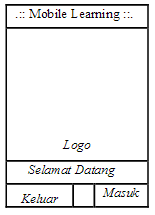 .:: Mobile Learning ::.
Logo
Selamat Datang
Keluar Masuk